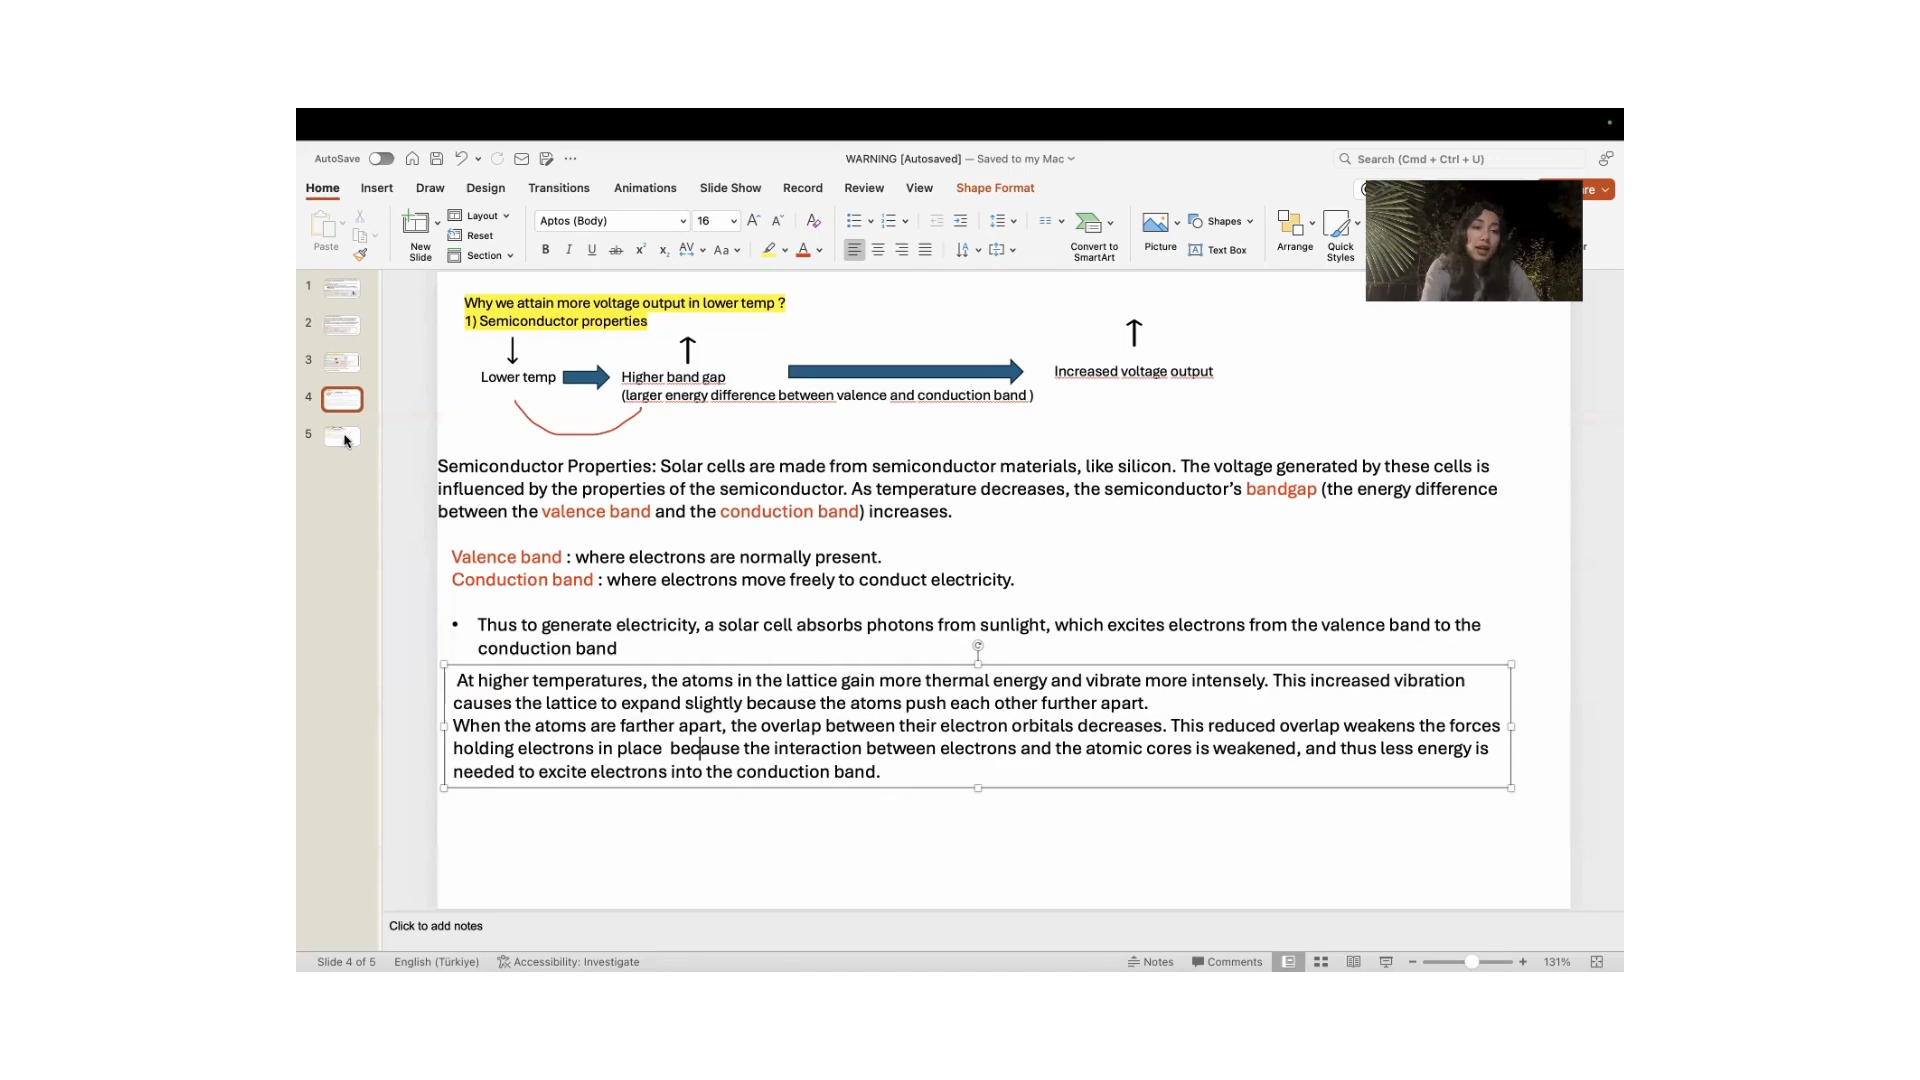 AutoSave
WARNING [Autosaved] — Saved to my Mac
Search (Cmd + Ctrl + U)
Home Insert Draw Design Transitions Animations Slide Show Record Review View Shape Format
Paste
New Slide
Layout
Reset
Section
Aptos (Body) 16
Convert to SmartArt
Picture
Shapes
Text Box
Arrange
Quick Styles
1
2
3
4
5
Why we attain more voltage output in lower temp ?
1) Semiconductor properties
Lower temp
Higher band gap
(larger energy difference between valence and conduction band )
Increased voltage output
Semiconductor Properties: Solar cells are made from semiconductor materials, like silicon. The voltage generated by these cells is
influenced by the properties of the semiconductor. As temperature decreases, the semiconductor’s bandgap (the energy difference
between the valence band and the conduction band) increases.
Valence band : where electrons are normally present.
Conduction band : where electrons move freely to conduct electricity.
• Thus to generate electricity, a solar cell absorbs photons from sunlight, which excites electrons from the valence band to the
conduction band
At higher temperatures, the atoms in the lattice gain more thermal energy and vibrate more intensely. This increased vibration
causes the lattice to expand slightly because the atoms push each other further apart.
When the atoms are farther apart, the overlap between their electron orbitals decreases. This reduced overlap weakens the forces
holding electrons in place because the interaction between electrons and the atomic cores is weakened, and thus less energy is
needed to excite electrons into the conduction band.
Click to add notes
Slide 4 of 5 English (Türkiye) Accessibility: Investigate Notes Comments 131%